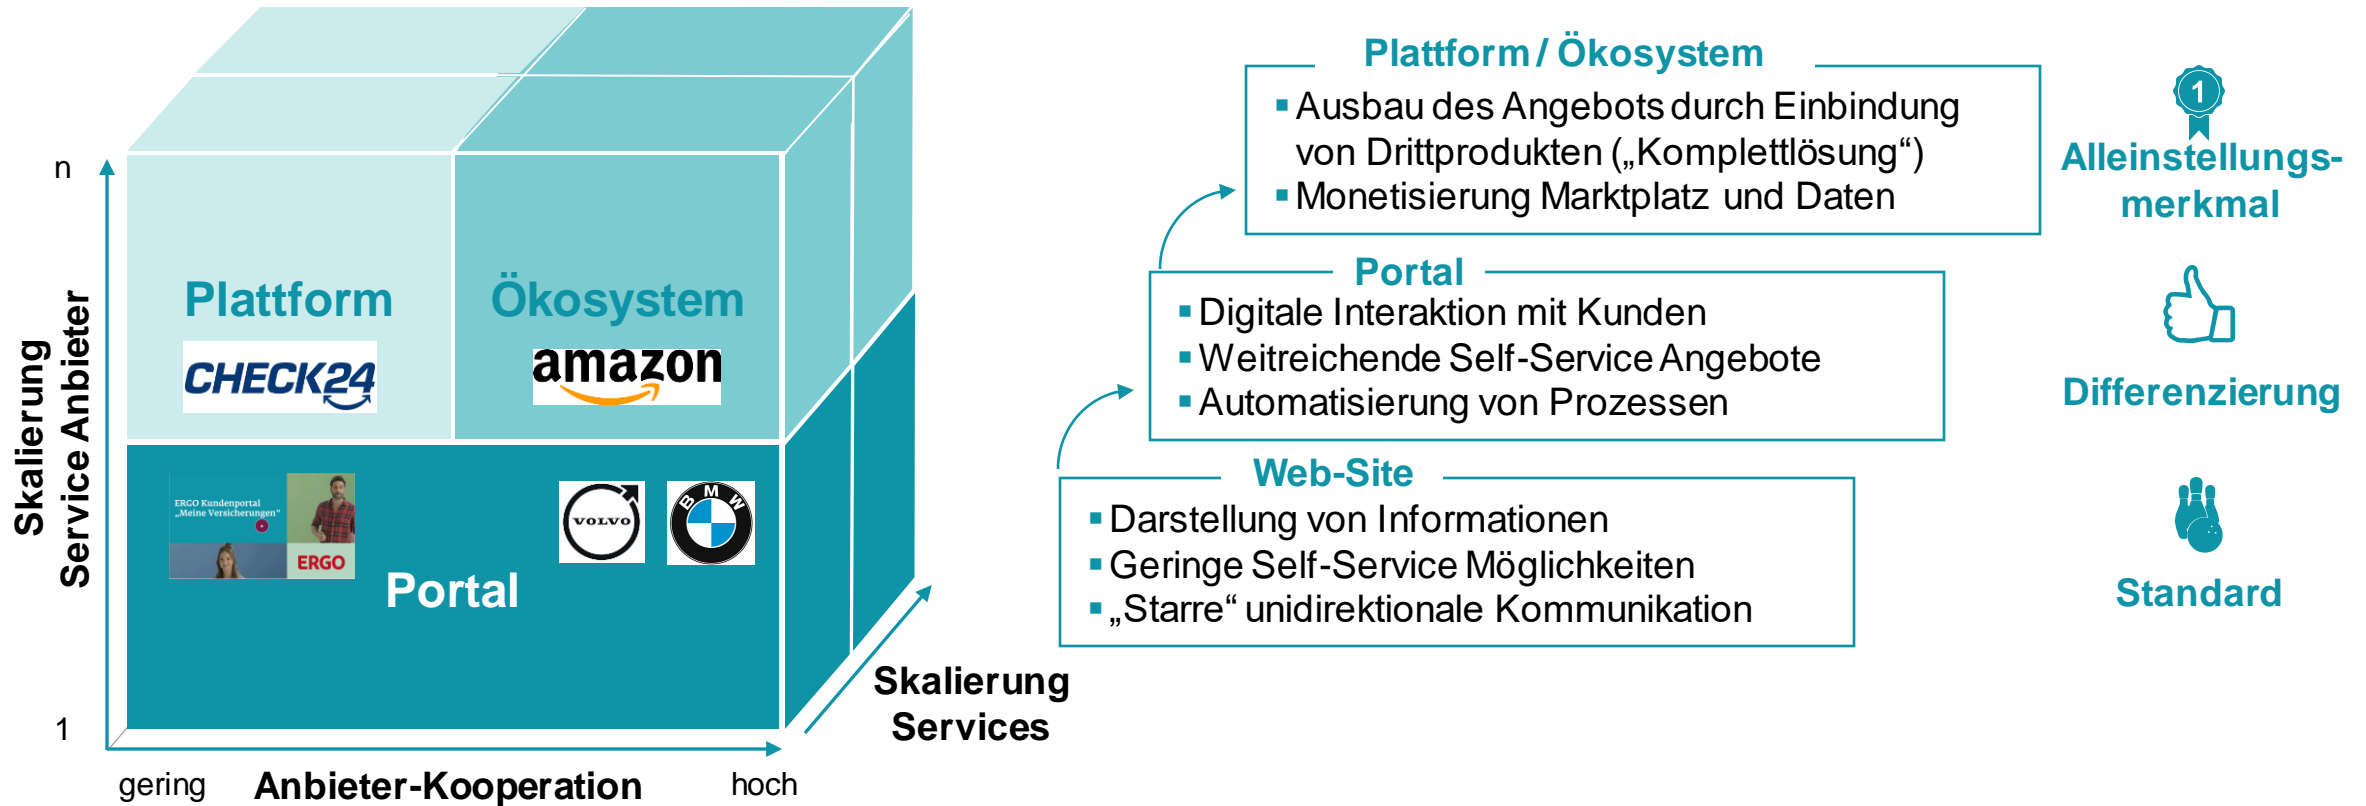 n
Skalierung
Service Anbieter
1
gering
Anbieter-Kooperation
hoch
Skalierung
Services
Plattform
CHECK24
Ökosystem
amazon
ERGO Kundenportal
„Meine Versicherungen"
ERGO
VOLVO
BMW
Portal
Plattform / Ökosystem
▪ Ausbau des Angebots durch Einbindung
von Drittprodukten („Komplettlösung“)
▪ Monetisierung Marktplatz und Daten
1
Alleinstellungs-
merkmal
Portal
▪ Digitale Interaktion mit Kunden
▪ Weitreichende Self-Service Angebote
▪ Automatisierung von Prozessen
Differenzierung
Web-Site
▪ Darstellung von Informationen
▪ Geringe Self-Service Möglichkeiten
▪ „Starre“ unidirektionale Kommunikation
Standard